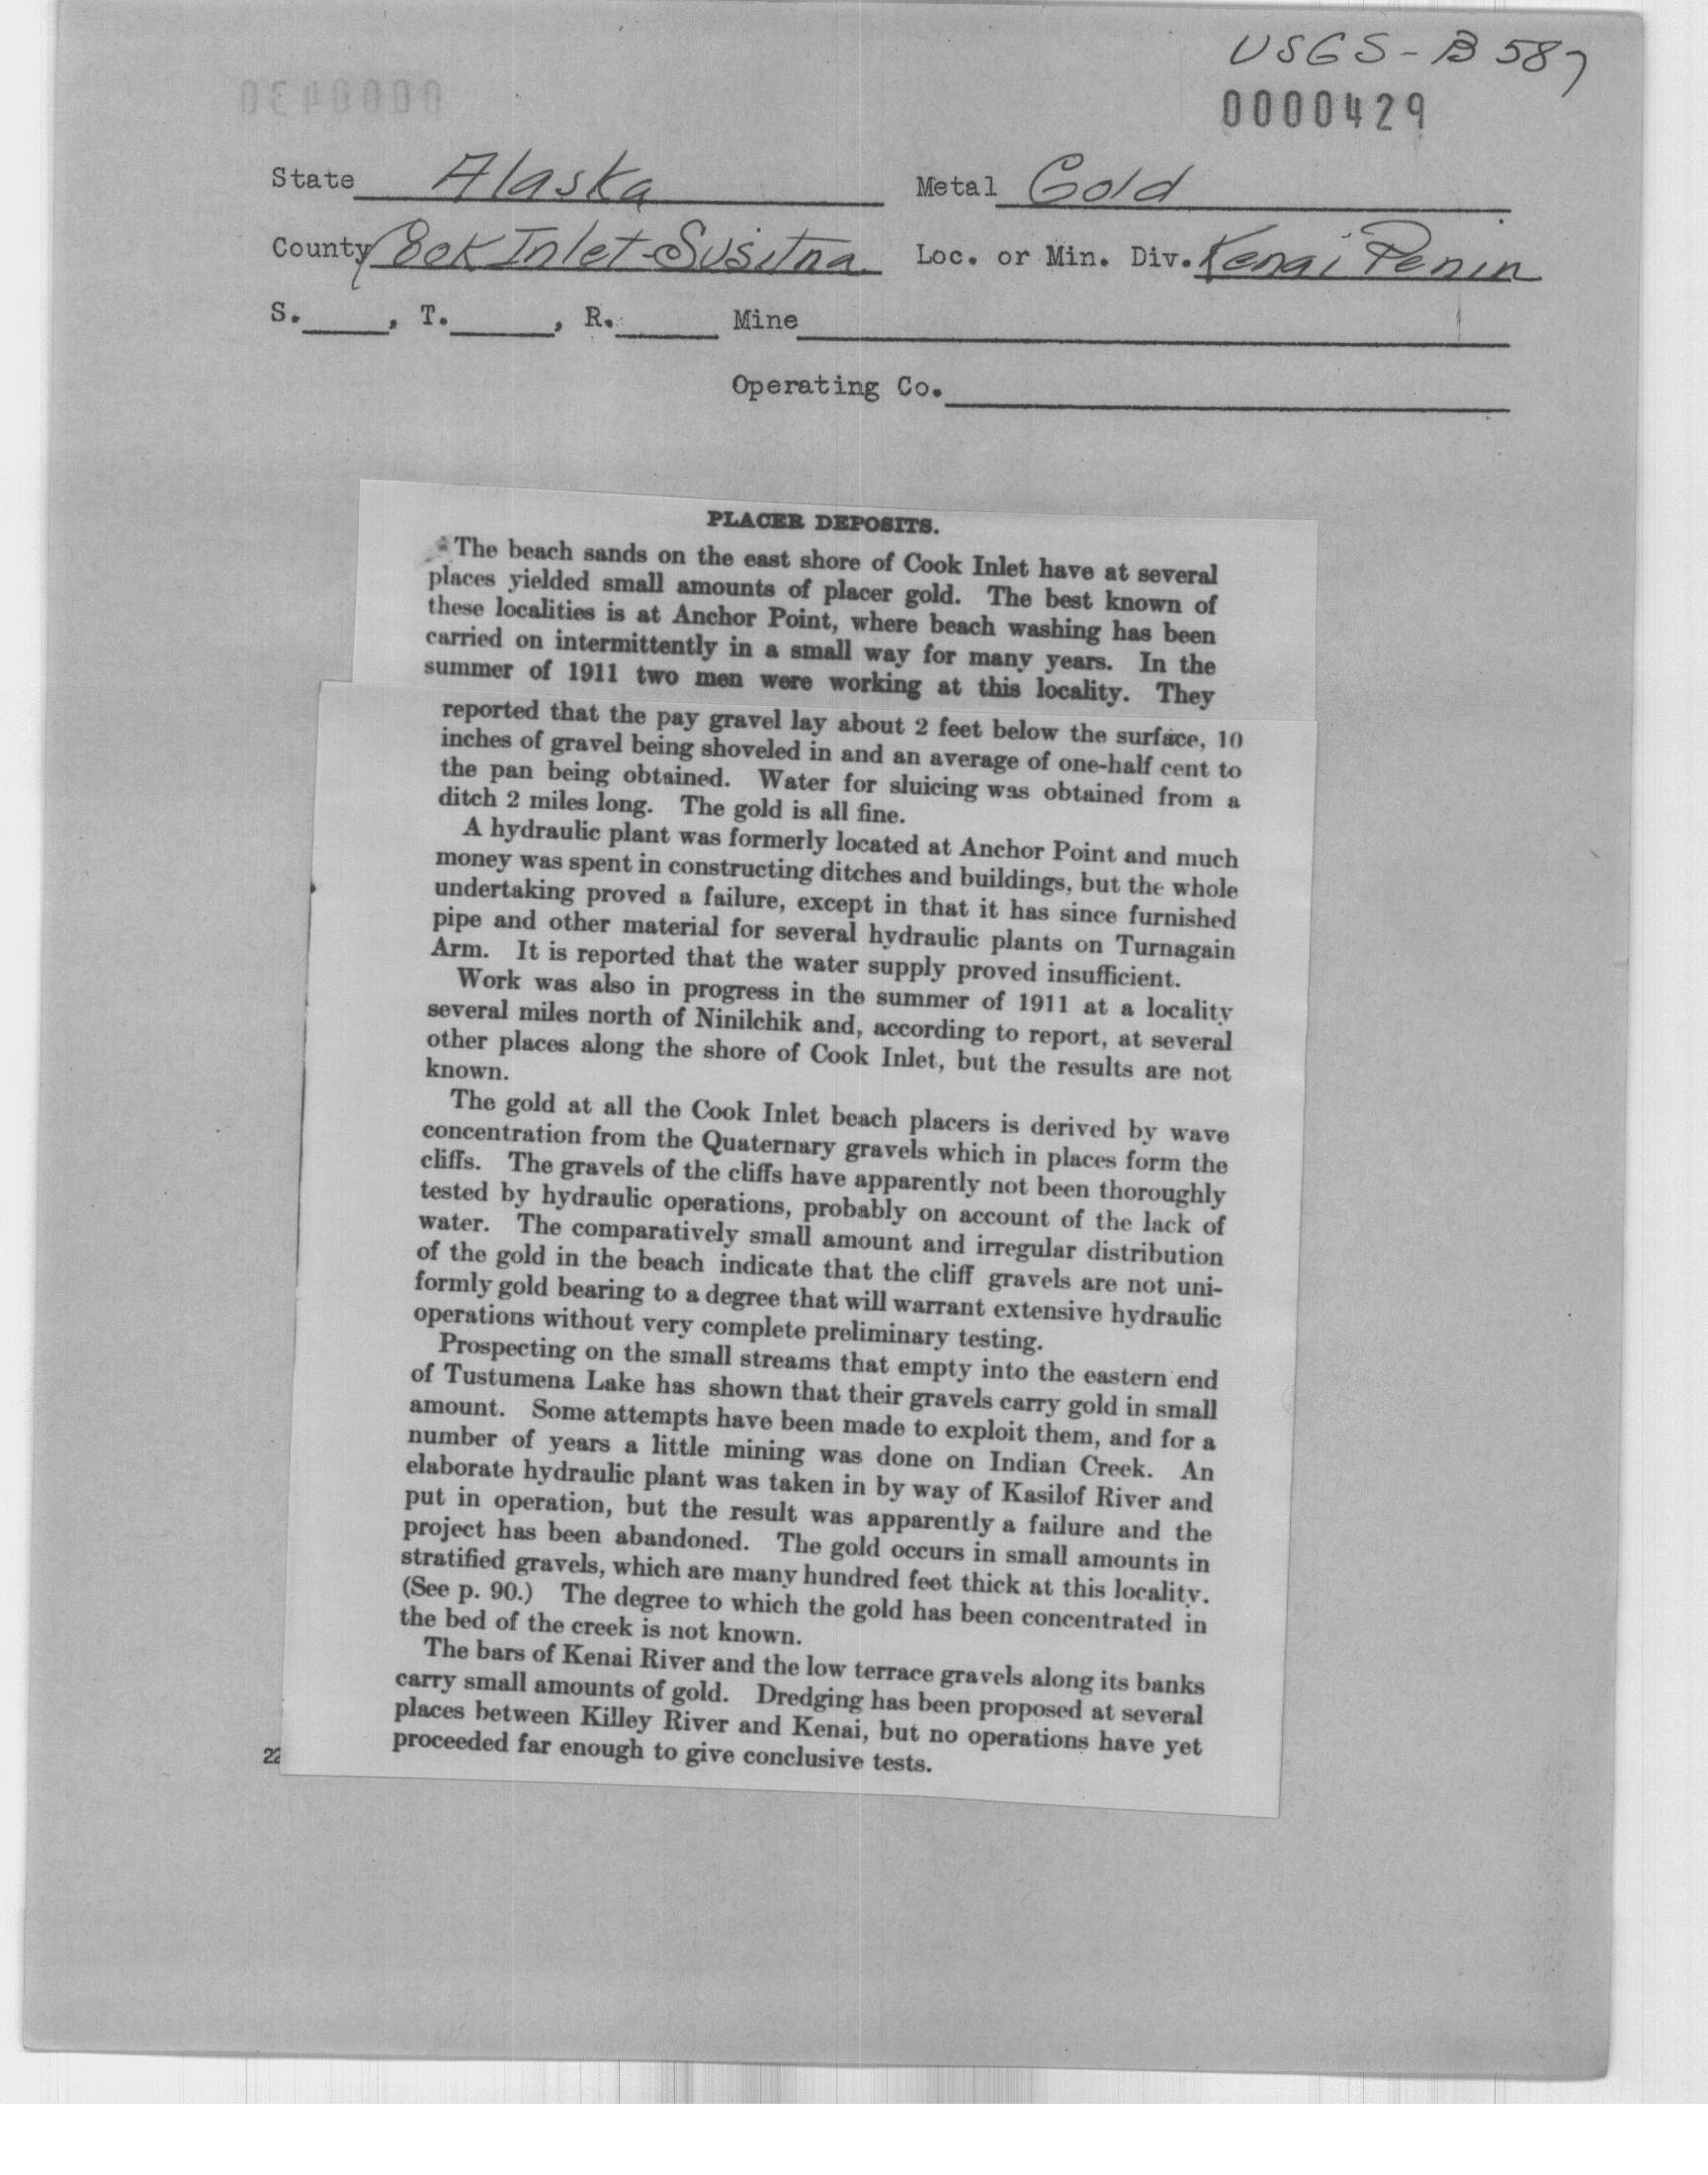 USGS-B 587
0000429
State Alaska Metal Gold
County Cook Inlet-Susitna Loc. or Min. Div. Kenai Penin
S. , T. , R. Mine
Operating Co.
PLACER DEPOSITS.
The beach sands on the east shore of Cook Inlet have at several
places yielded small amounts of placer gold. The best known of
these localities is at Anchor Point, where beach washing has been
carried on intermittently in a small way for many years. In the
summer of 1911 two men were working at this locality. They
reported that the pay gravel lay about 2 feet below the surface, 10
inches of gravel being shoveled in and an average of one-half cent to
the pan being obtained. Water for sluicing was obtained from a
ditch 2 miles long. The gold is all fine.
A hydraulic plant was formerly located at Anchor Point and much
money was spent in constructing ditches and buildings, but the whole
undertaking proved a failure, except in that it has since furnished
pipe and other material for several hydraulic plants on Turnagain
Arm. It is reported that the water supply proved insufficient.
Work was also in progress in the summer of 1911 at a locality
several miles north of Ninilchik and, according to report, at several
other places along the shore of Cook Inlet, but the results are not
known.
The gold at all the Cook Inlet beach placers is derived by wave
concentration from the Quaternary gravels which in places form the
cliffs. The gravels of the cliffs have apparently not been thoroughly
tested by hydraulic operations, probably on account of the lack of
water. The comparatively small amount and irregular distribution
of the gold in the beach indicate that the cliff gravels are not uni-
formly gold bearing to a degree that will warrant extensive hydraulic
operations without very complete preliminary testing.
Prospecting on the small streams that empty into the eastern end
of Tustumena Lake has shown that their gravels carry gold in small
amount. Some attempts have been made to exploit them, and for a
number of years a little mining was done on Indian Creek. An
elaborate hydraulic plant was taken in by way of Kasilof River and
put in operation, but the result was apparently a failure and the
project has been abandoned. The gold occurs in small amounts in
stratified gravels, which are many hundred feet thick at this locality.
(See p. 90.) The degree to which the gold has been concentrated in
the bed of the creek is not known.
The bars of Kenai River and the low terrace gravels along its banks
carry small amounts of gold. Dredging has been proposed at several
places between Killey River and Kenai, but no operations have yet
proceeded far enough to give conclusive tests.
22